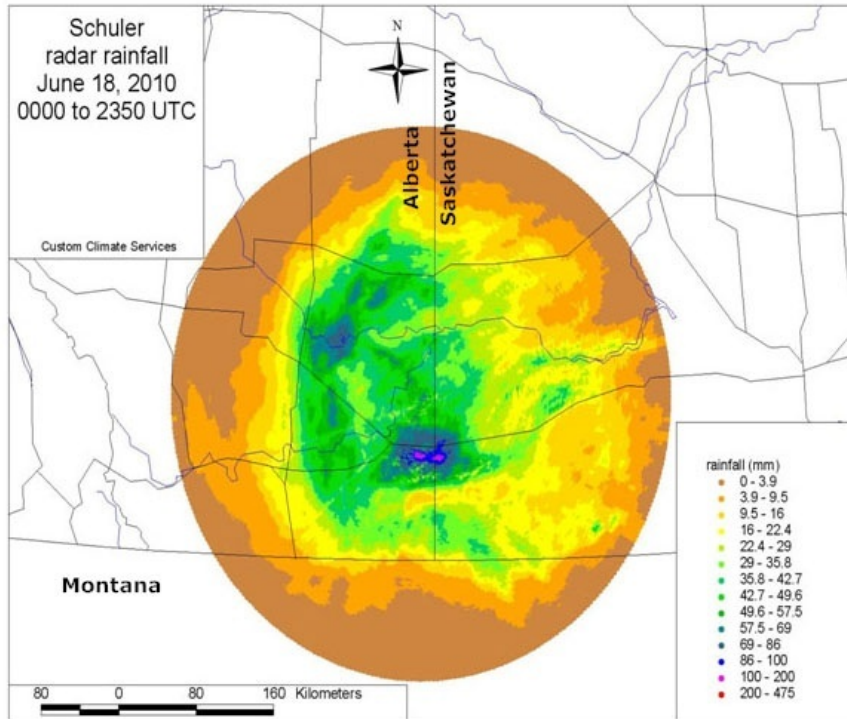 Schuler
radar rainfall
June 18, 2010
0000 to 2350 UTC
Custom Climate Services
N
Alberta
Saskatchewan
Montana
rainfall (mm)
0 - 3.9
3.9 - 9.5
9.5 - 16
16 - 22.4
22.4 - 29
29 - 35.8
35.8 - 42.7
42.7 - 49.6
49.6 - 57.5
57.5 - 69
69 - 86
86 - 100
100 - 200
200 - 475
80 0 80 160 Kilometers